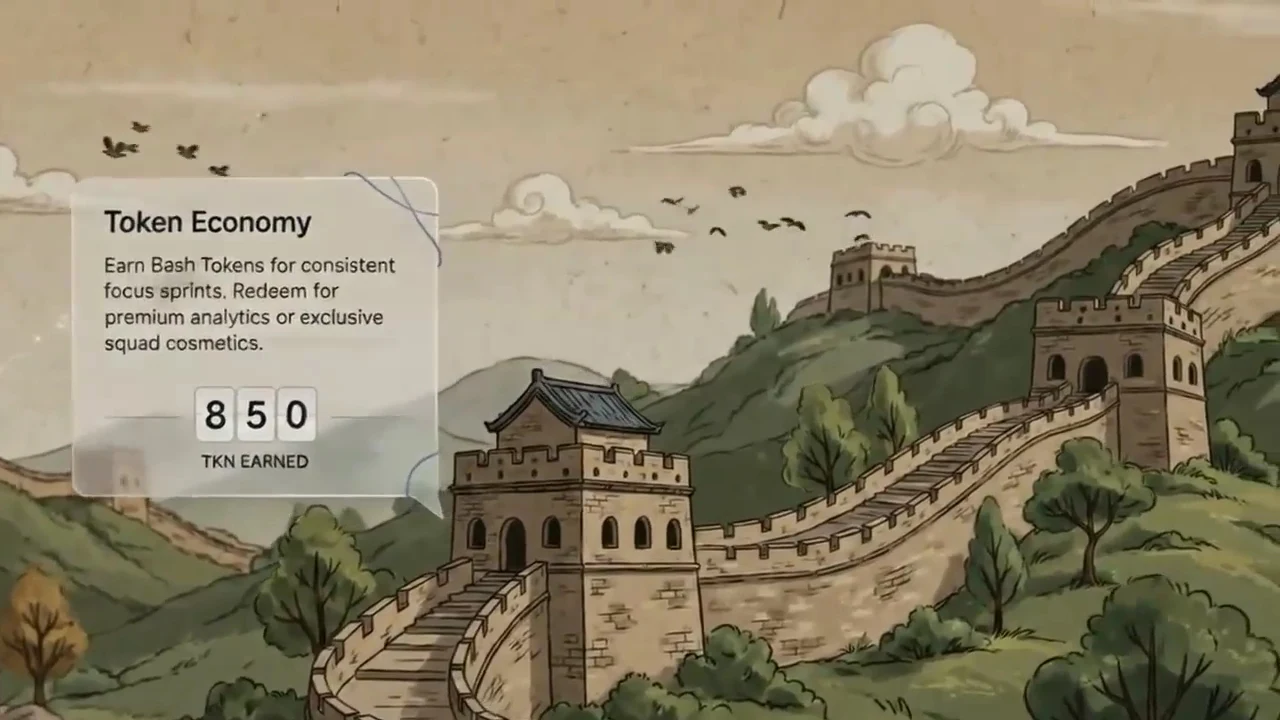 Token Economy
Earn Bash Tokens for consistent
focus sprints. Redeem for
premium analytics or exclusive
squad cosmetics.
850
TKN EARNED